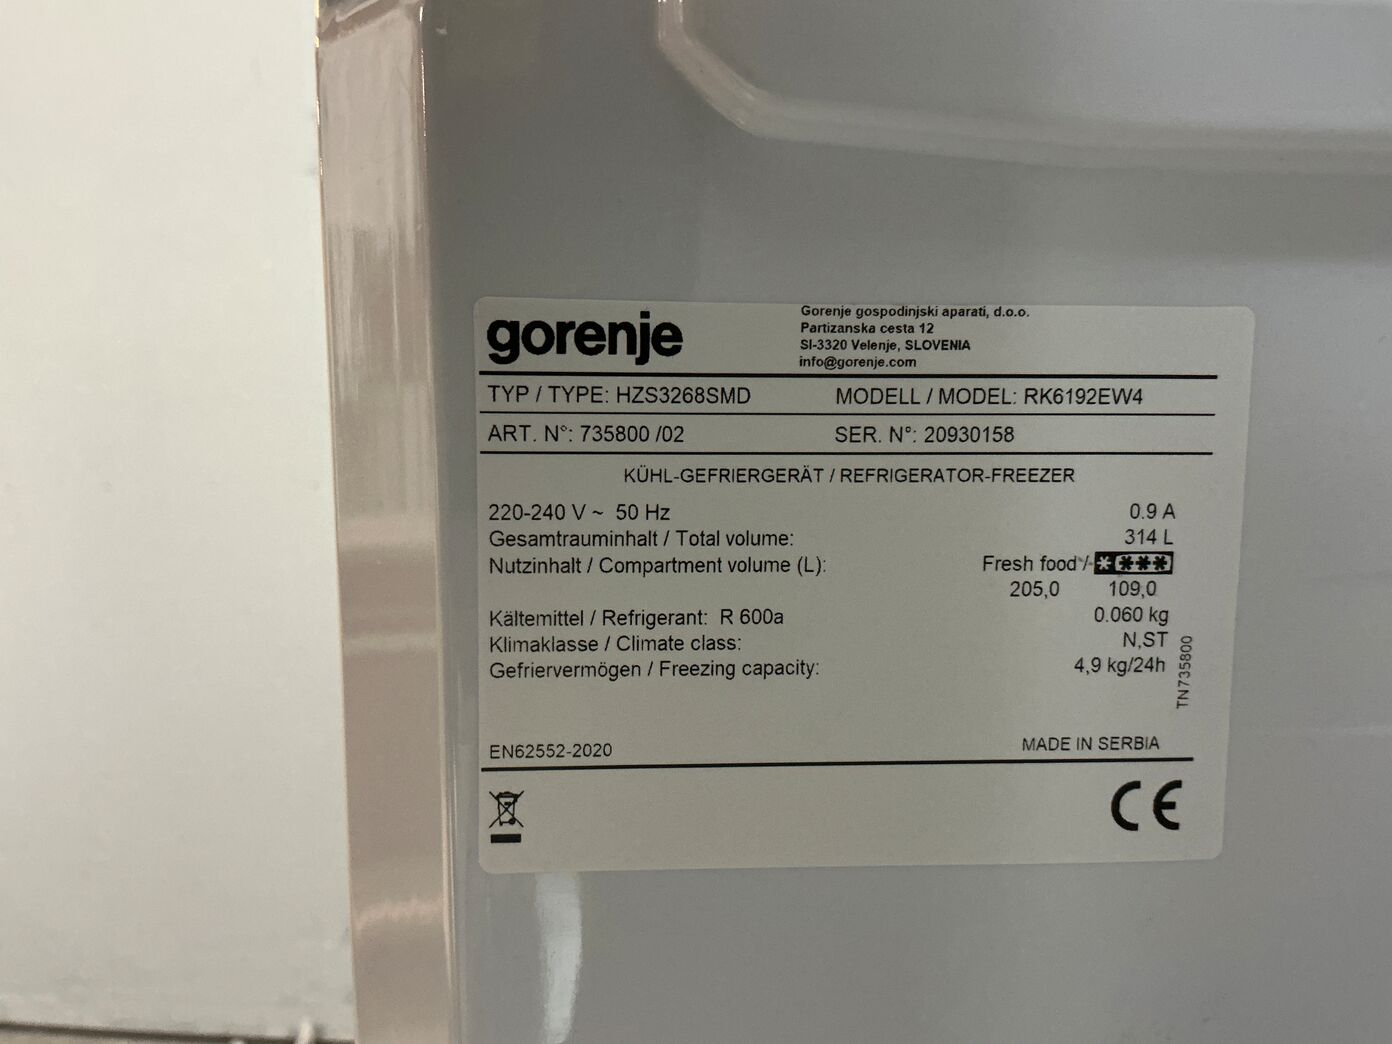 gorenje
Gorenje gospodinjski aparati, d.o.o.
Partizanska cesta 12
SI-3320 Velenje, SLOVENIA
info@gorenje.com
TYP / TYPE: HZS3268SMD MODELL / MODEL: RK6192EW4
ART. N°: 735800 /02 SER. N°: 20930158
KÜHL-GEFRIERGERÄT / REFRIGERATOR-FREEZER
220-240 V ~ 50 Hz 0.9 A
Gesamtrauminhalt / Total volume: 314 L
Nutzinhalt / Compartment volume (L): Fresh food / ****
205,0 109,0
Kältemittel / Refrigerant: R 600a 0.060 kg
Klimaklasse / Climate class: N,ST
Gefriervermögen / Freezing capacity: 4,9 kg/24h
TN735800
EN62552-2020 MADE IN SERBIA
CE